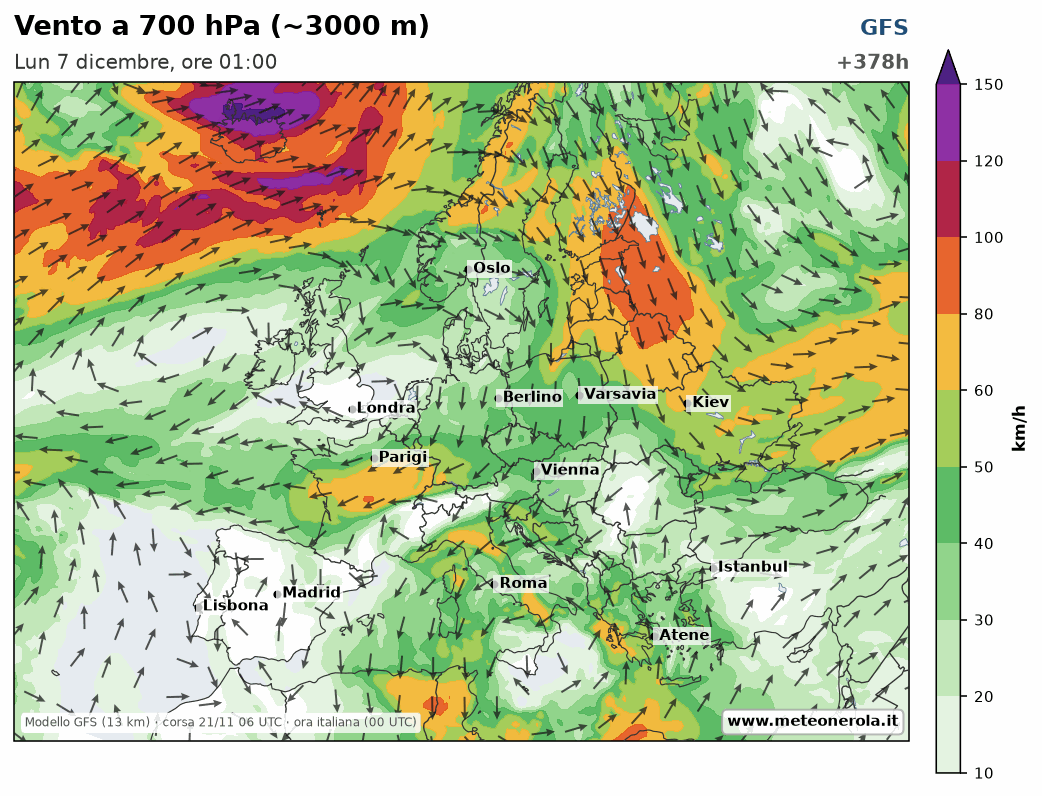 Vento a 700 hPa (~3000 m)
GFS
Lun 7 dicembre, ore 01:00
+378h
150
120
100
80
60
50
40
30
20
10
km/h
Oslo
Berlino
Varsavia
Kiev
Londra
Parigi
Vienna
Istanbul
Roma
Madrid
Lisbona
Atene
Modello GFS (13 km) · corsa 21/11 06 UTC · ora italiana (00 UTC)
www.meteonerola.it